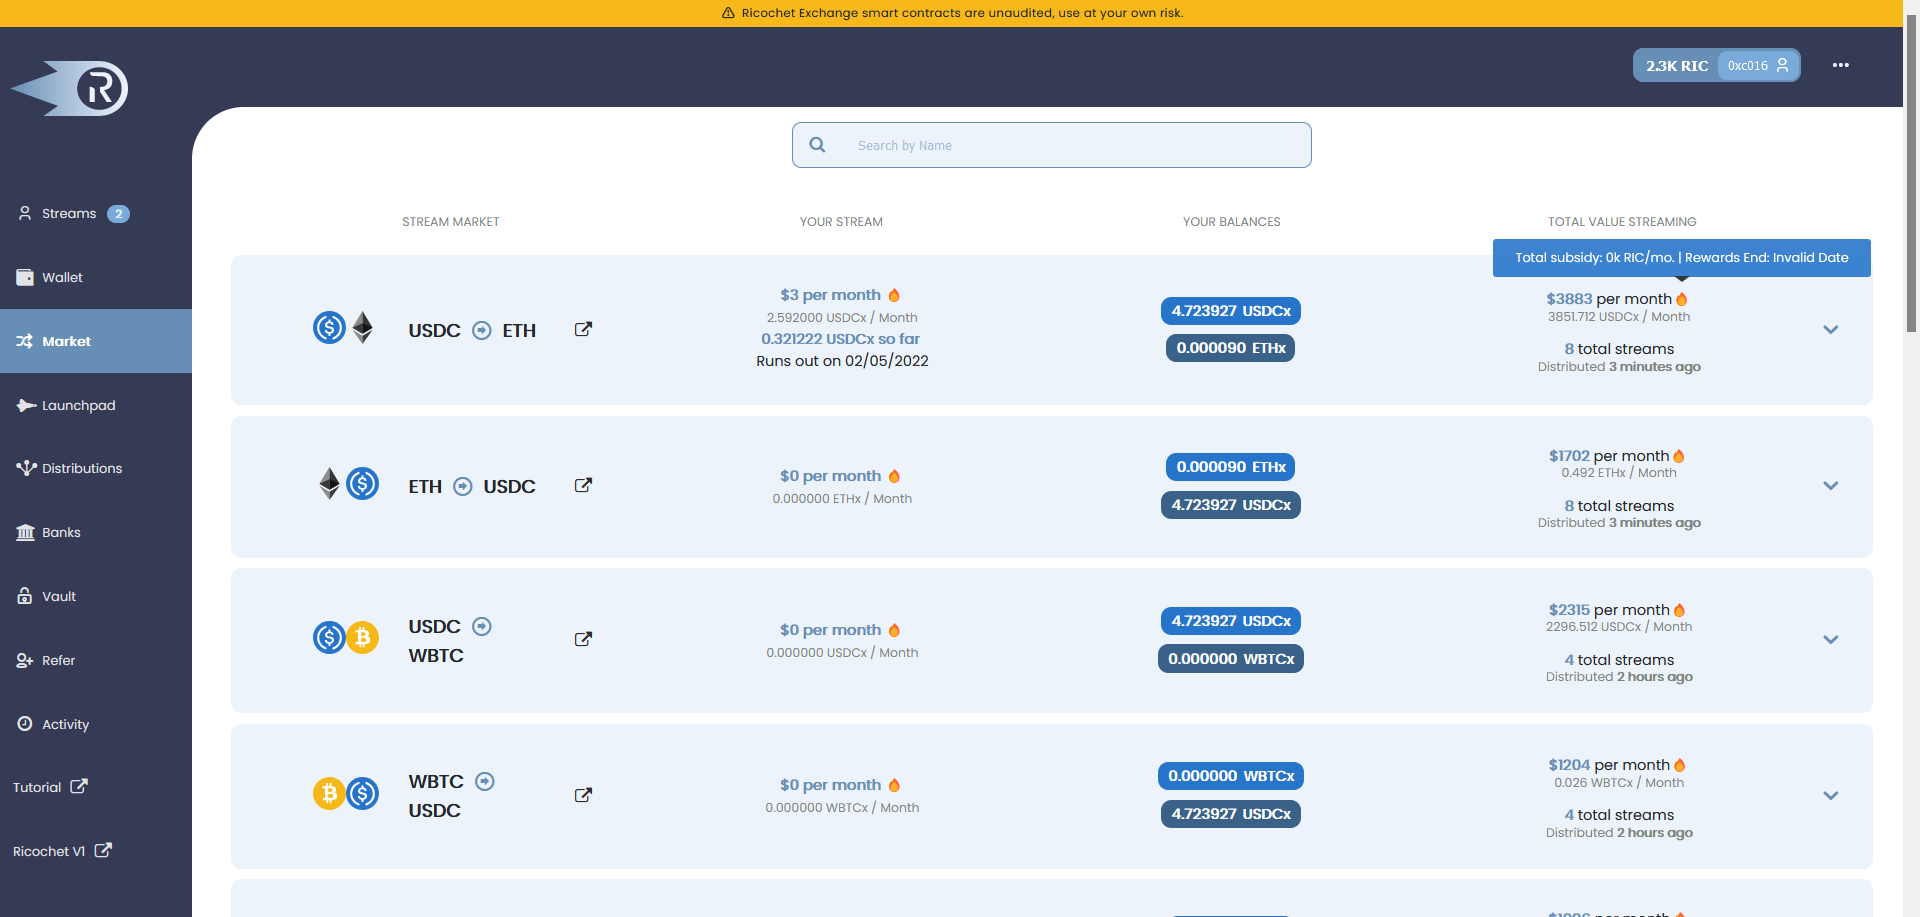 Ricochet Exchange smart contracts are unaudited, use at your own risk.
R
2.3K RIC 0xc016
Search by Name
Streams 2
Wallet
Market
Launchpad
Distributions
Banks
Vault
Refer
Activity
Tutorial
Ricochet V1
STREAM MARKET YOUR STREAM YOUR BALANCES TOTAL VALUE STREAMING
Total subsidy: 0k RIC/mo. | Rewards End: Invalid Date
USDC ETH
$3 per month
2.592000 USDCx / Month
0.321222 USDCx so far
Runs out on 02/05/2022
4.723927 USDCx
0.000090 ETHx
$3883 per month
3851.712 USDCx / Month
8 total streams
Distributed 3 minutes ago
ETH USDC
$0 per month
0.000000 ETHx / Month
0.000090 ETHx
4.723927 USDCx
$1702 per month
0.492 ETHx / Month
8 total streams
Distributed 3 minutes ago
USDC
WBTC
$0 per month
0.000000 USDCx / Month
4.723927 USDCx
0.000000 WBTCx
$2315 per month
2296.512 USDCx / Month
4 total streams
Distributed 2 hours ago
WBTC
USDC
$0 per month
0.000000 WBTCx / Month
0.000000 WBTCx
4.723927 USDCx
$1204 per month
0.026 WBTCx / Month
4 total streams
Distributed 2 hours ago